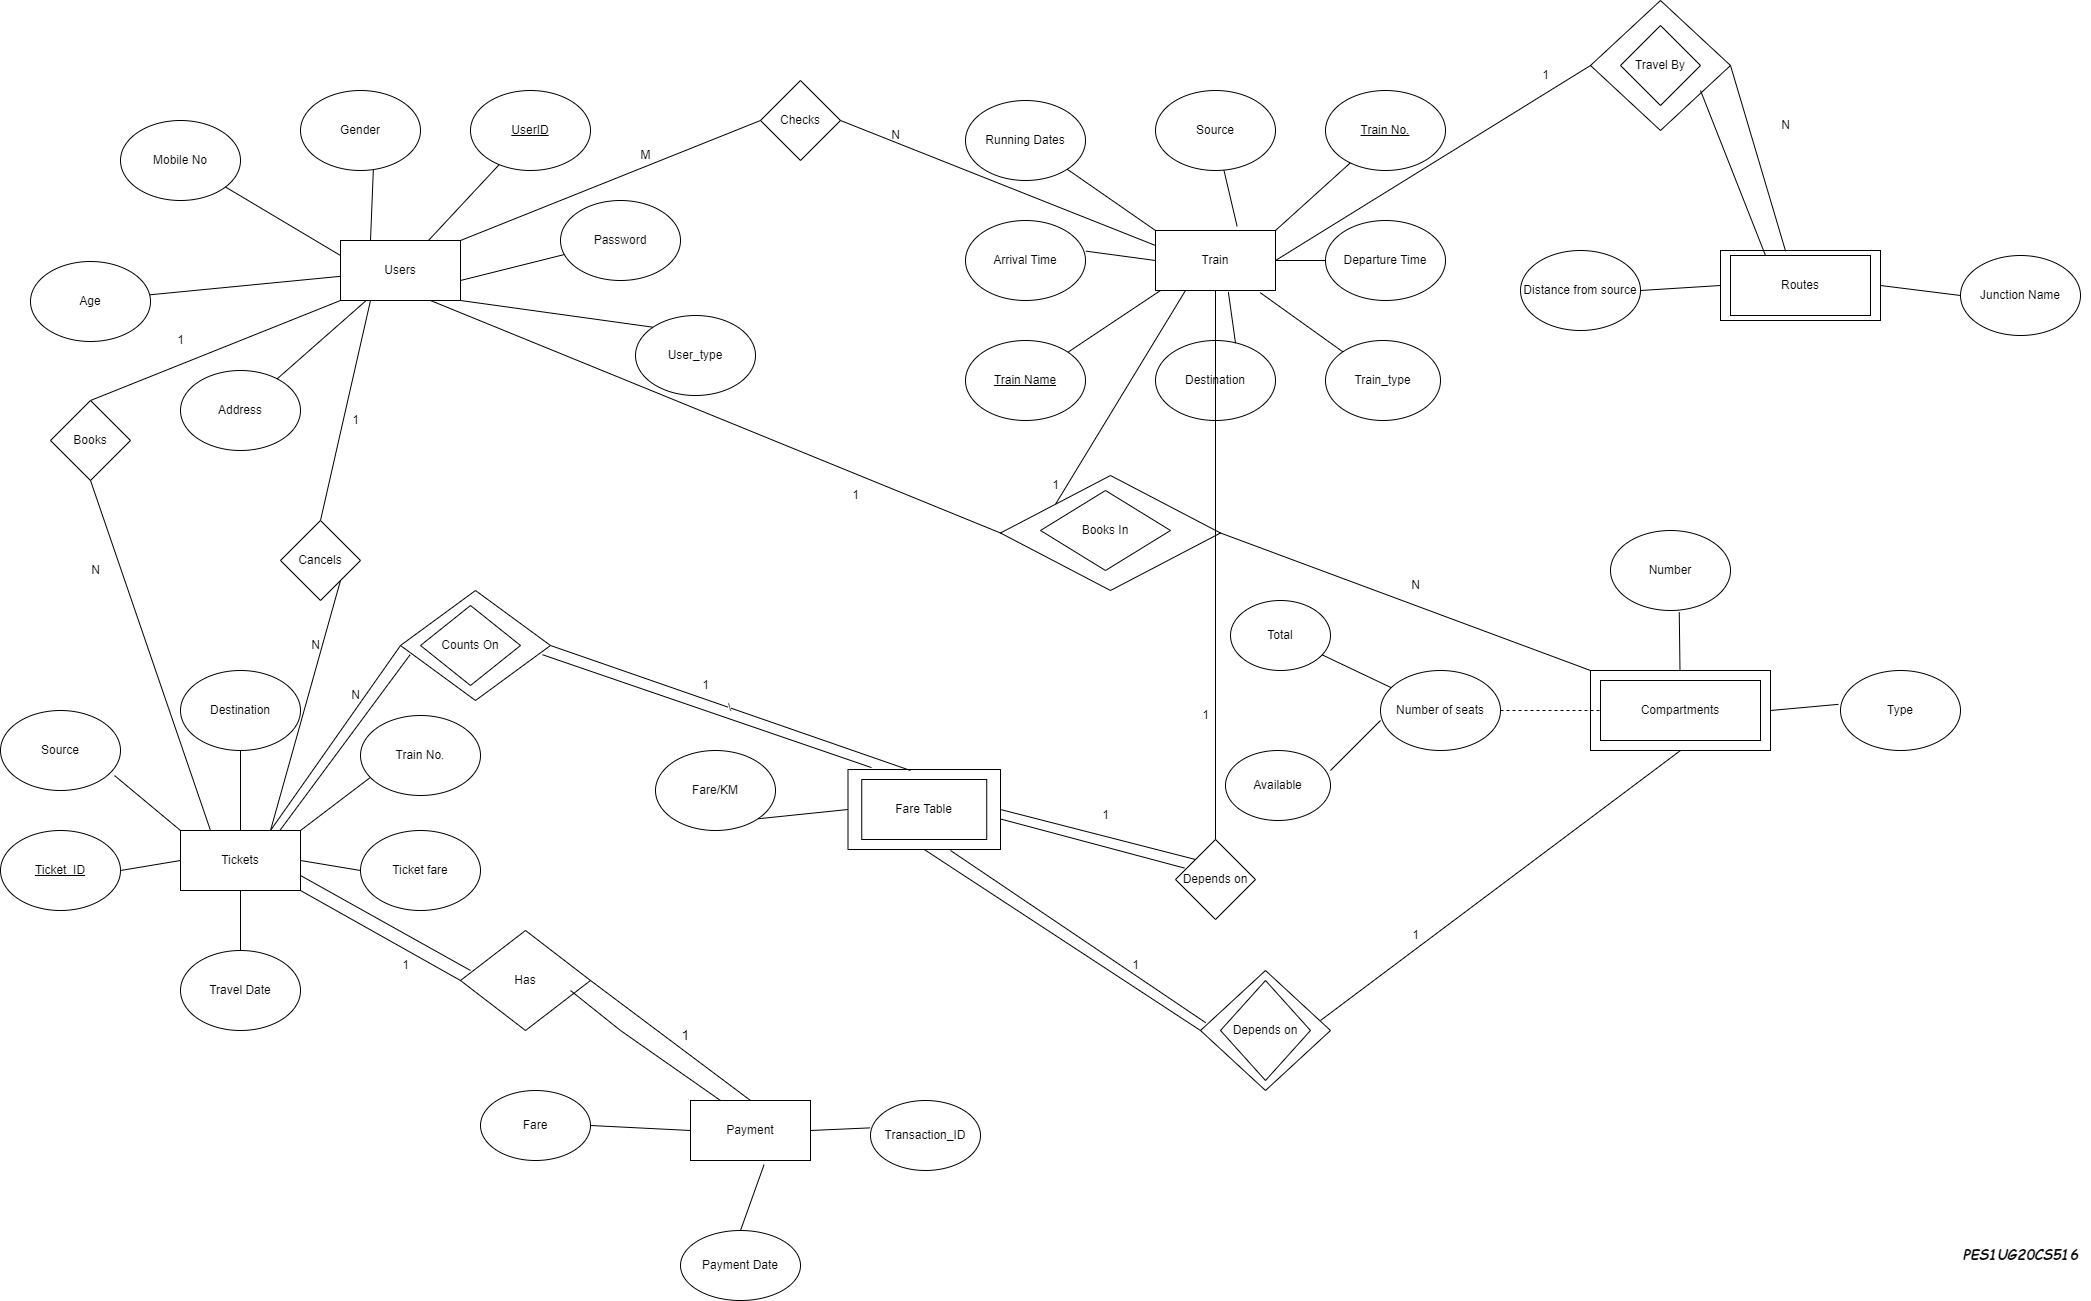 Travel By
1
N
Checks
M
N
Gender
UserID
Mobile No
Running Dates
Source
Train No.
Password
Users
Arrival Time
Train
Departure Time
Age
Distance from source
Routes
Junction Name
User_type
1
Address
Train Name
Destination
Train_type
1
Books
1
1
Books In
Cancels
N
Number
N
Total
N
Counts On
1
N
Destination
Number of seats
Compartments
Type
1
Source
Train No.
Fare/KM
Available
Fare Table
1
Tickets
Ticket_ID
Ticket fare
Depends on
1
1
1
Has
Travel Date
Depends on
1
Fare
Payment
Transaction_ID
Payment Date
PES1UG20CS516